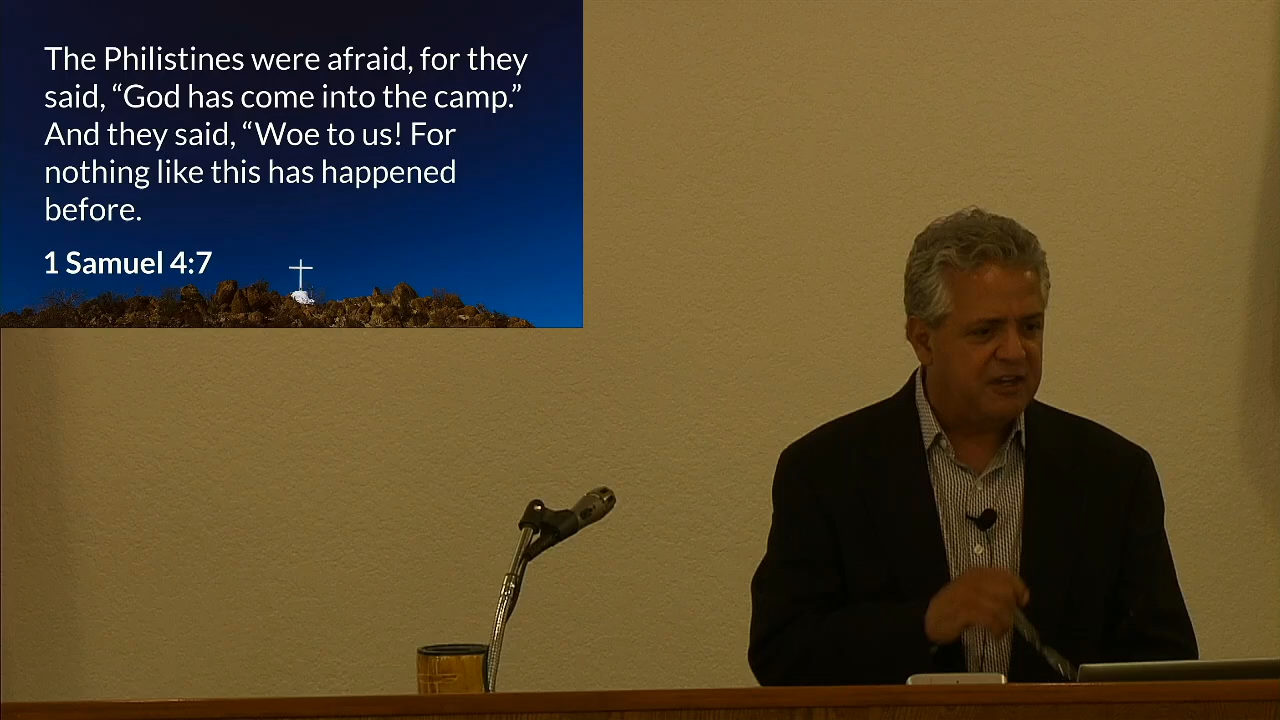 The Philistines were afraid, for they
said, “God has come into the camp.”
And they said, “Woe to us! For
nothing like this has happened
before.
1 Samuel 4:7